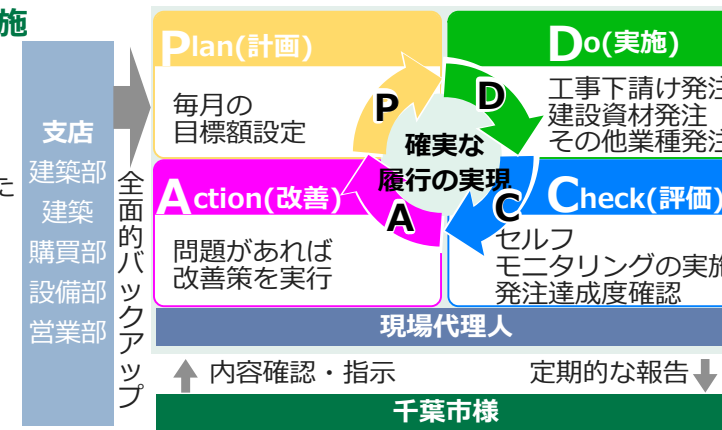 施
支店
建築部
建築
購買部
設備部
営業部
た
全面的バックアップ
Plan(計画)
毎月の
目標額設定
Do(実施)
工事下請け発注
建設資材発注
その他業種発注
P
D
確実な
履行の実現
A
C
Action(改善)
問題があれば
改善策を実行
Check(評価)
セルフ
モニタリングの実施
発注達成度確認
現場代理人
内容確認・指示
定期的な報告
千葉市様